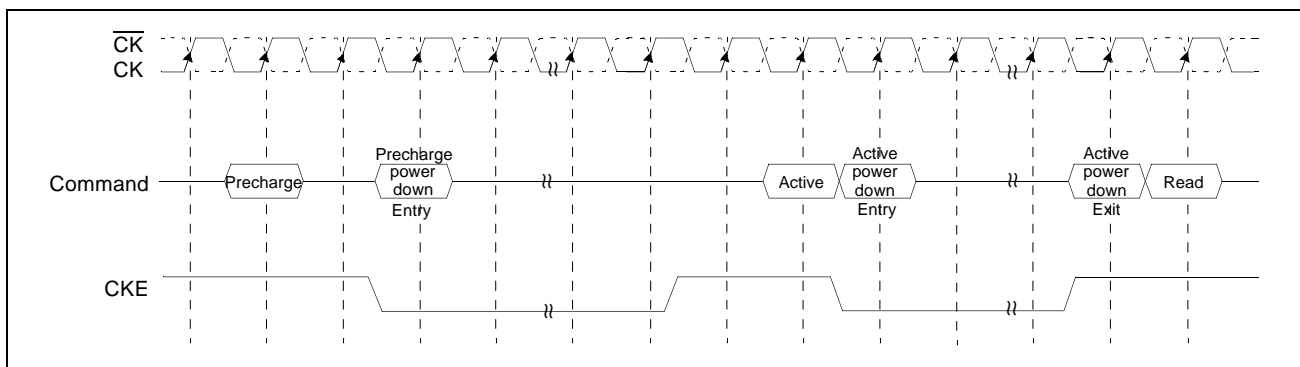 CK
CK
Command
Precharge
Precharge
power
down
Entry
Active
Active
power
down
Entry
Active
power
down
Exit
Read
CKE